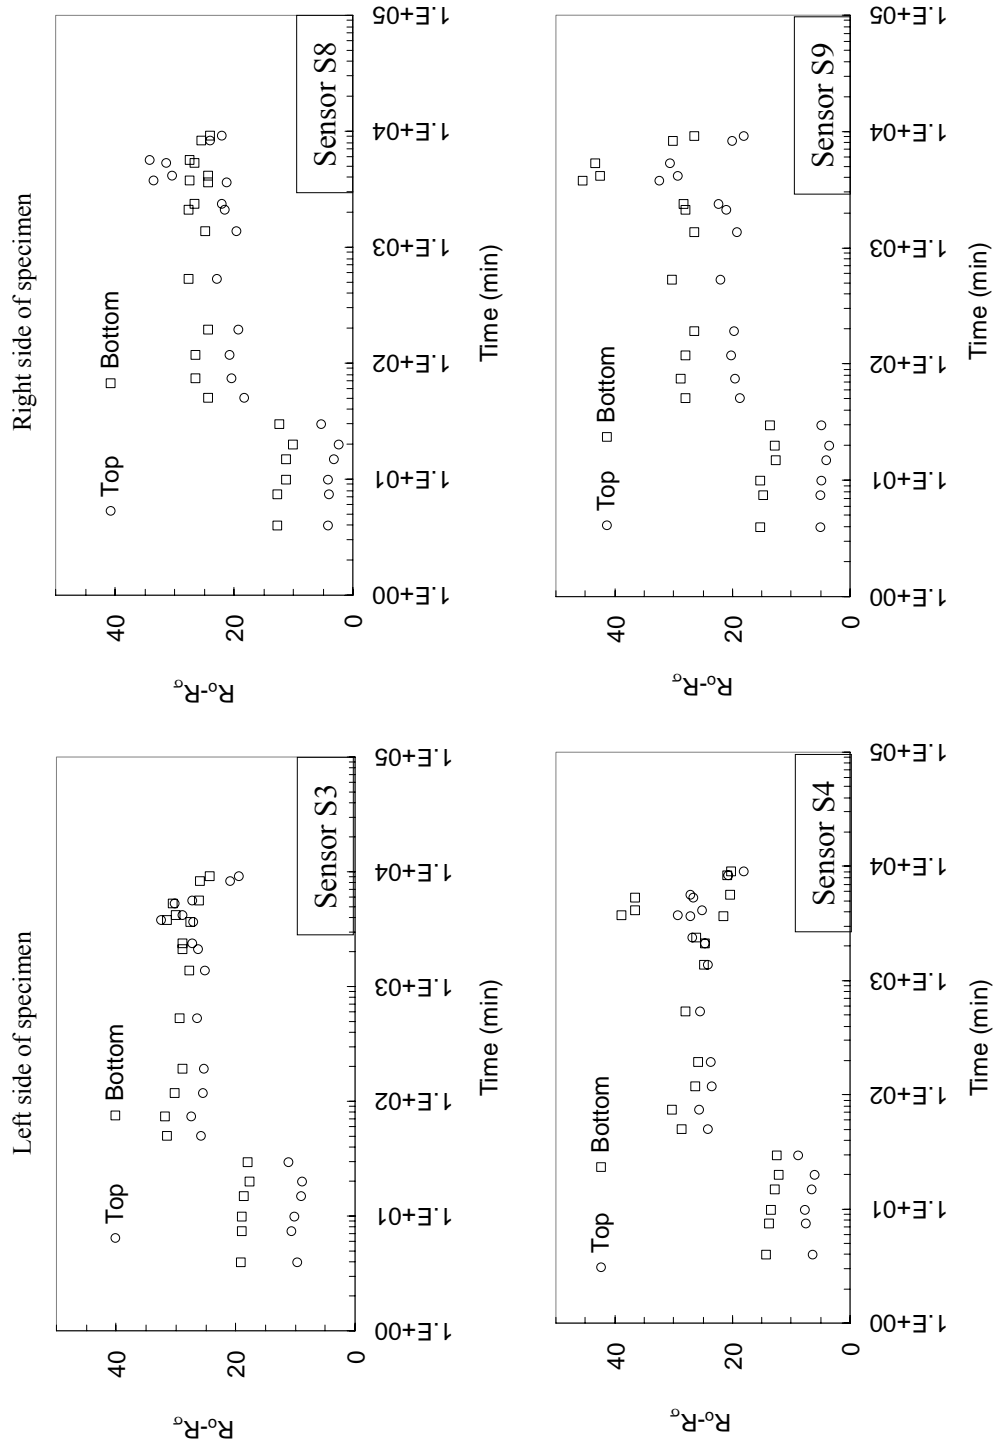 Left side of specimen
○ Top □ Bottom
40
20
0
Ro-Rσ
Sensor S3
1.E+00 1.E+01 1.E+02 1.E+03 1.E+04 1.E+05
Time (min)
Right side of specimen
○ Top □ Bottom
40
20
0
Ro-Rσ
Sensor S8
1.E+00 1.E+01 1.E+02 1.E+03 1.E+04 1.E+05
Time (min)
○ Top □ Bottom
40
20
0
Ro-Rσ
Sensor S4
1.E+00 1.E+01 1.E+02 1.E+03 1.E+04 1.E+05
Time (min)
○ Top □ Bottom
40
20
0
Ro-Rσ
Sensor S9
1.E+00 1.E+01 1.E+02 1.E+03 1.E+04 1.E+05
Time (min)